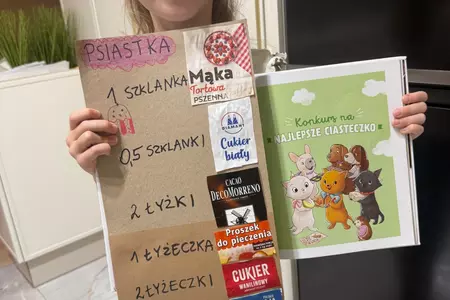 PSIASTKA
1 SZKLANKA
Mąka
Tortowa
PSZENNA
0,5 SZKLANKI
DIAMANT
Cukier
biały
2 ŁYŻKI
CACAO
DECOMORRENO
1 ŁYŻECZKA
Proszek
do pieczenia
2 ŁYŻECZKI
CUKIER
WANILINOWY
Konkurs na
NAJLEPSZE CIASTECZKO